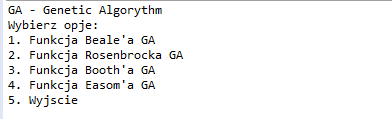 GA - Genetic Algorythm
Wybierz opje:
1. Funkcja Beale'a GA
2. Funkcja Rosenbrocka GA
3. Funkcja Booth'a GA
4. Funkcja Easom'a GA
5. Wyjscie